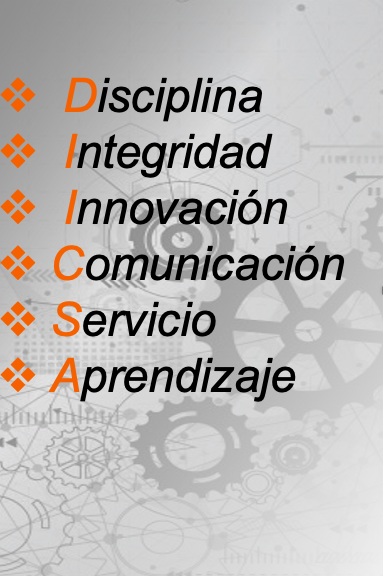 ❖ Disciplina
❖ Integridad
❖ Innovación
❖ Comunicación
❖ Servicio
❖ Aprendizaje